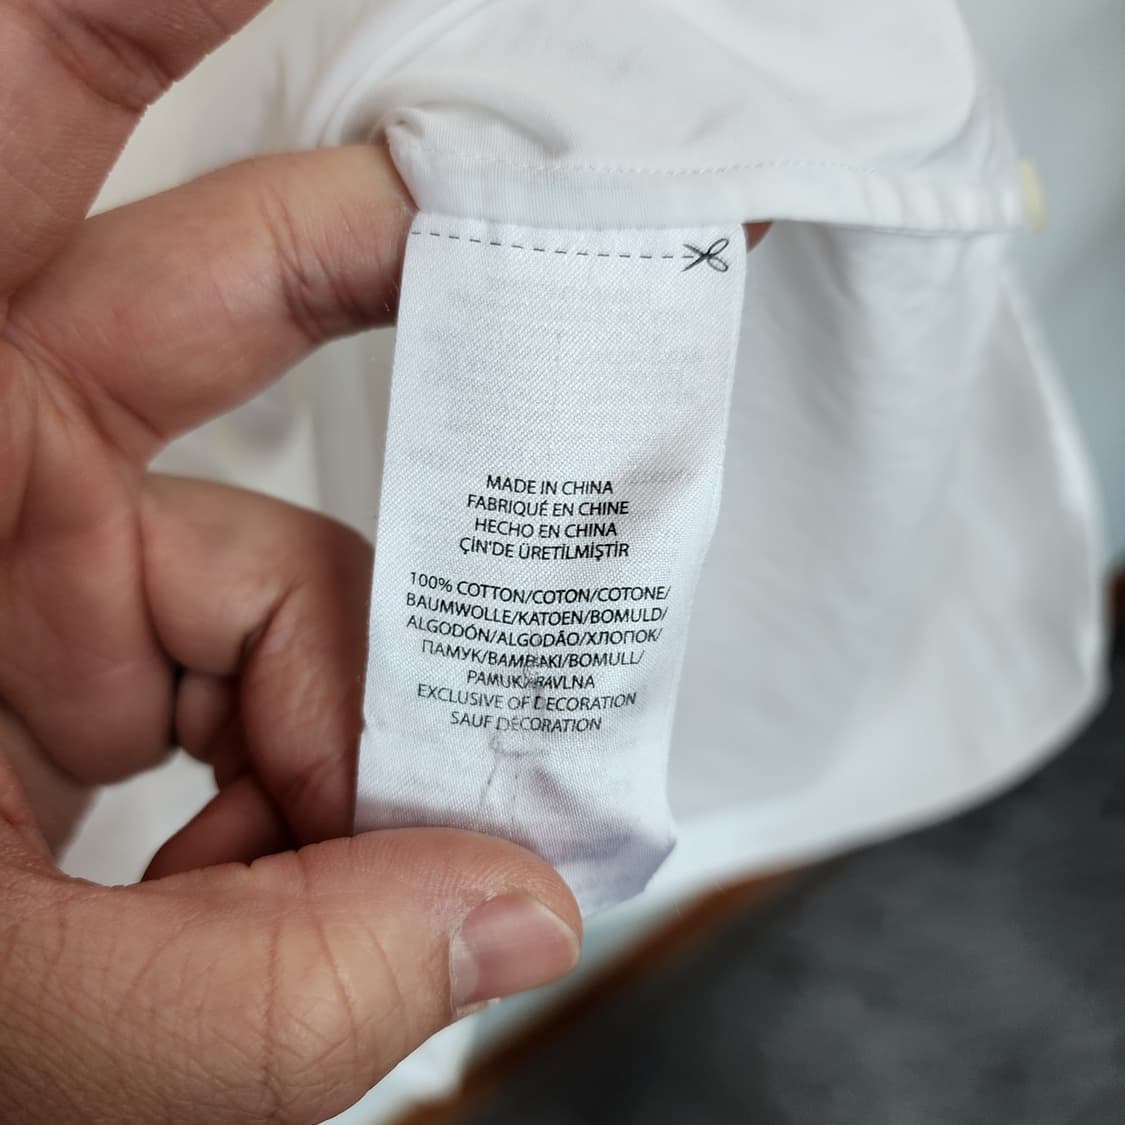 MADE IN CHINA
FABRIQUÉ EN CHINE
HECHO EN CHINA
ÇİN'DE ÜRETİLMİŞTİR
100% COTTON/COTON/COTONE/
BAUMWOLLE/KATOEN/BOMULD/
ALGODÓN/ALGODÃO/ХЛОПОК/
ПАМУК/BAMBAKI/BOMULL/
PAMUK/BAVLNA
EXCLUSIVE OF DECORATION
SAUF DÉCORATION